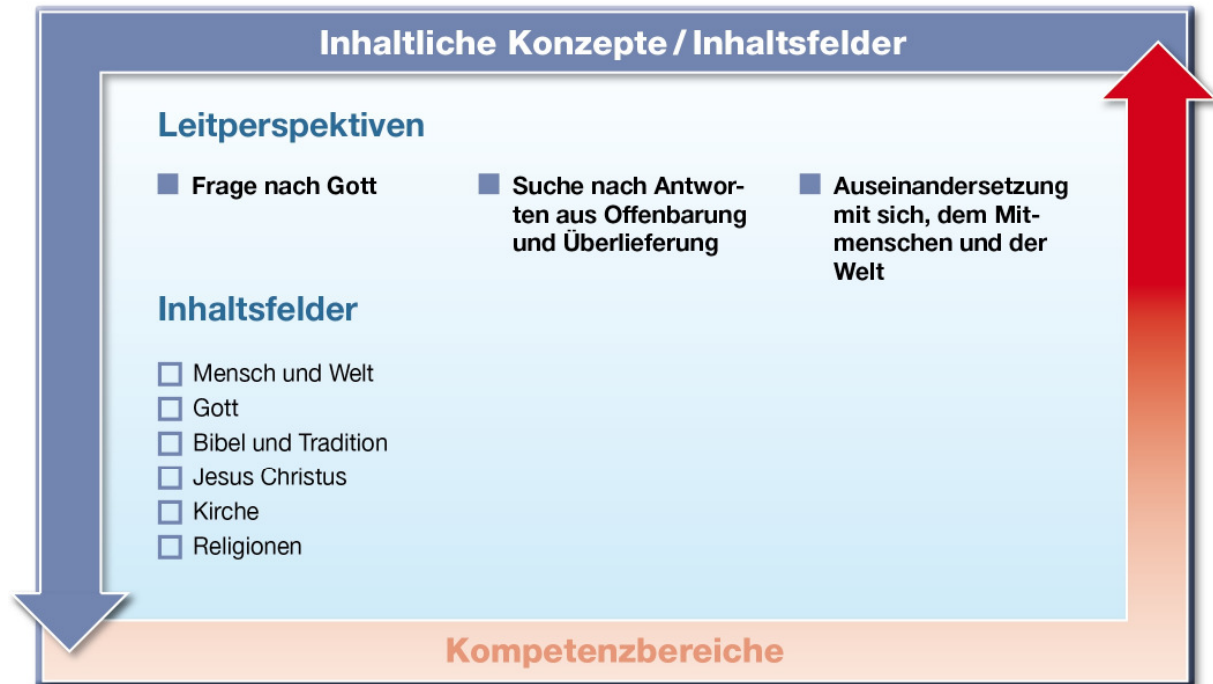 Inhaltliche Konzepte / Inhaltsfelder
Leitperspektiven
Frage nach Gott
Suche nach Antwor-
ten aus Offenbarung
und Überlieferung
Auseinandersetzung
mit sich, dem Mit-
menschen und der
Welt
Inhaltsfelder
Mensch und Welt
Gott
Bibel und Tradition
Jesus Christus
Kirche
Religionen
Kompetenzbereiche